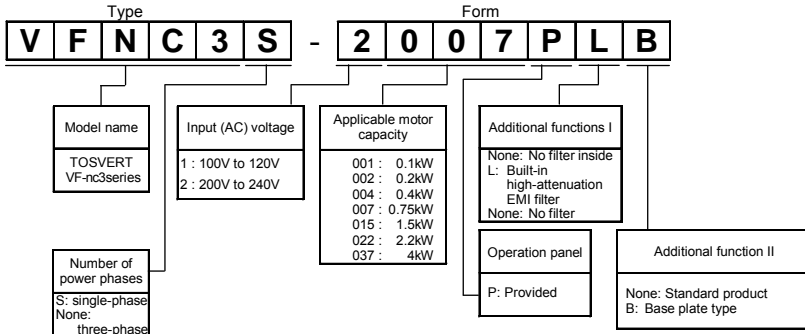 Type
Form
V F N C 3 S - 2 0 0 7 P L B
Model name
TOSVERT
VF-nc3series
Input (AC) voltage
1 : 100V to 120V
2 : 200V to 240V
Applicable motor
capacity
001 : 0.1kW
002 : 0.2kW
004 : 0.4kW
007 : 0.75kW
015 : 1.5kW
022 : 2.2kW
037 : 4kW
Additional functions I
None: No filter inside
L: Built-in
high-attenuation
EMI filter
None: No filter
Number of
power phases
S: single-phase
None:
three-phase
Operation panel
P: Provided
Additional function II
None: Standard product
B: Base plate type